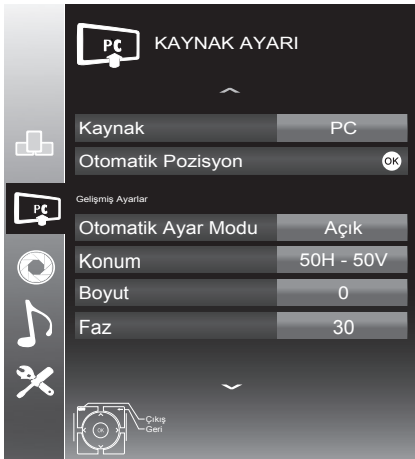 PC KAYNAK AYARI
Kaynak PC
Otomatik Pozisyon OK
Gelişmiş Ayarlar
PC
Otomatik Ayar Modu Açık
Konum 50H - 50V
Boyut 0
Faz 30
OK
Çıkış
Geri